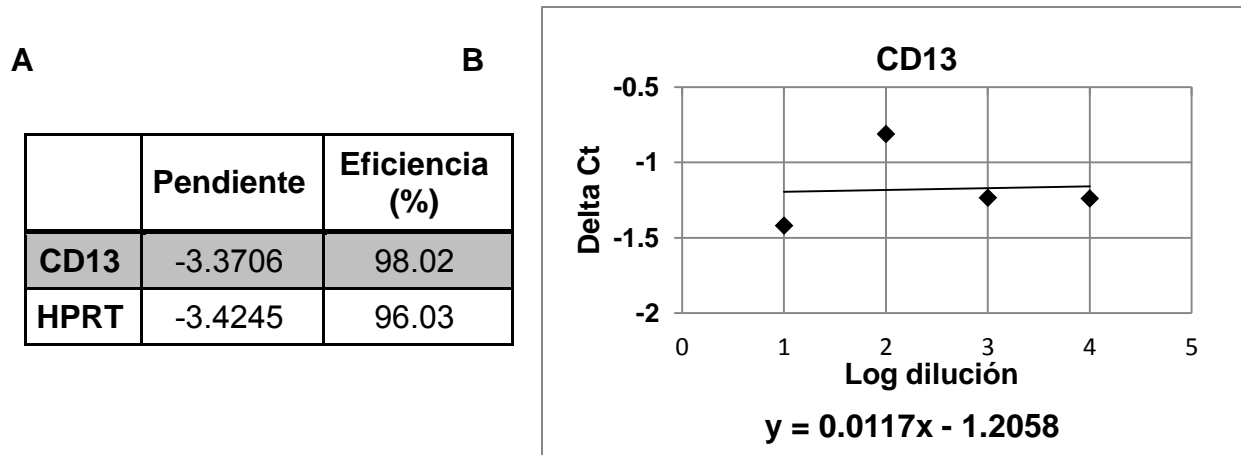 A
B
Pendiente Eficiencia (%)
CD13 -3.3706 98.02
HPRT -3.4245 96.03
CD13
-0.5
-1
-1.5
-2
Delta Ct
0 1 2 3 4 5
Log dilución
y = 0.0117x - 1.2058